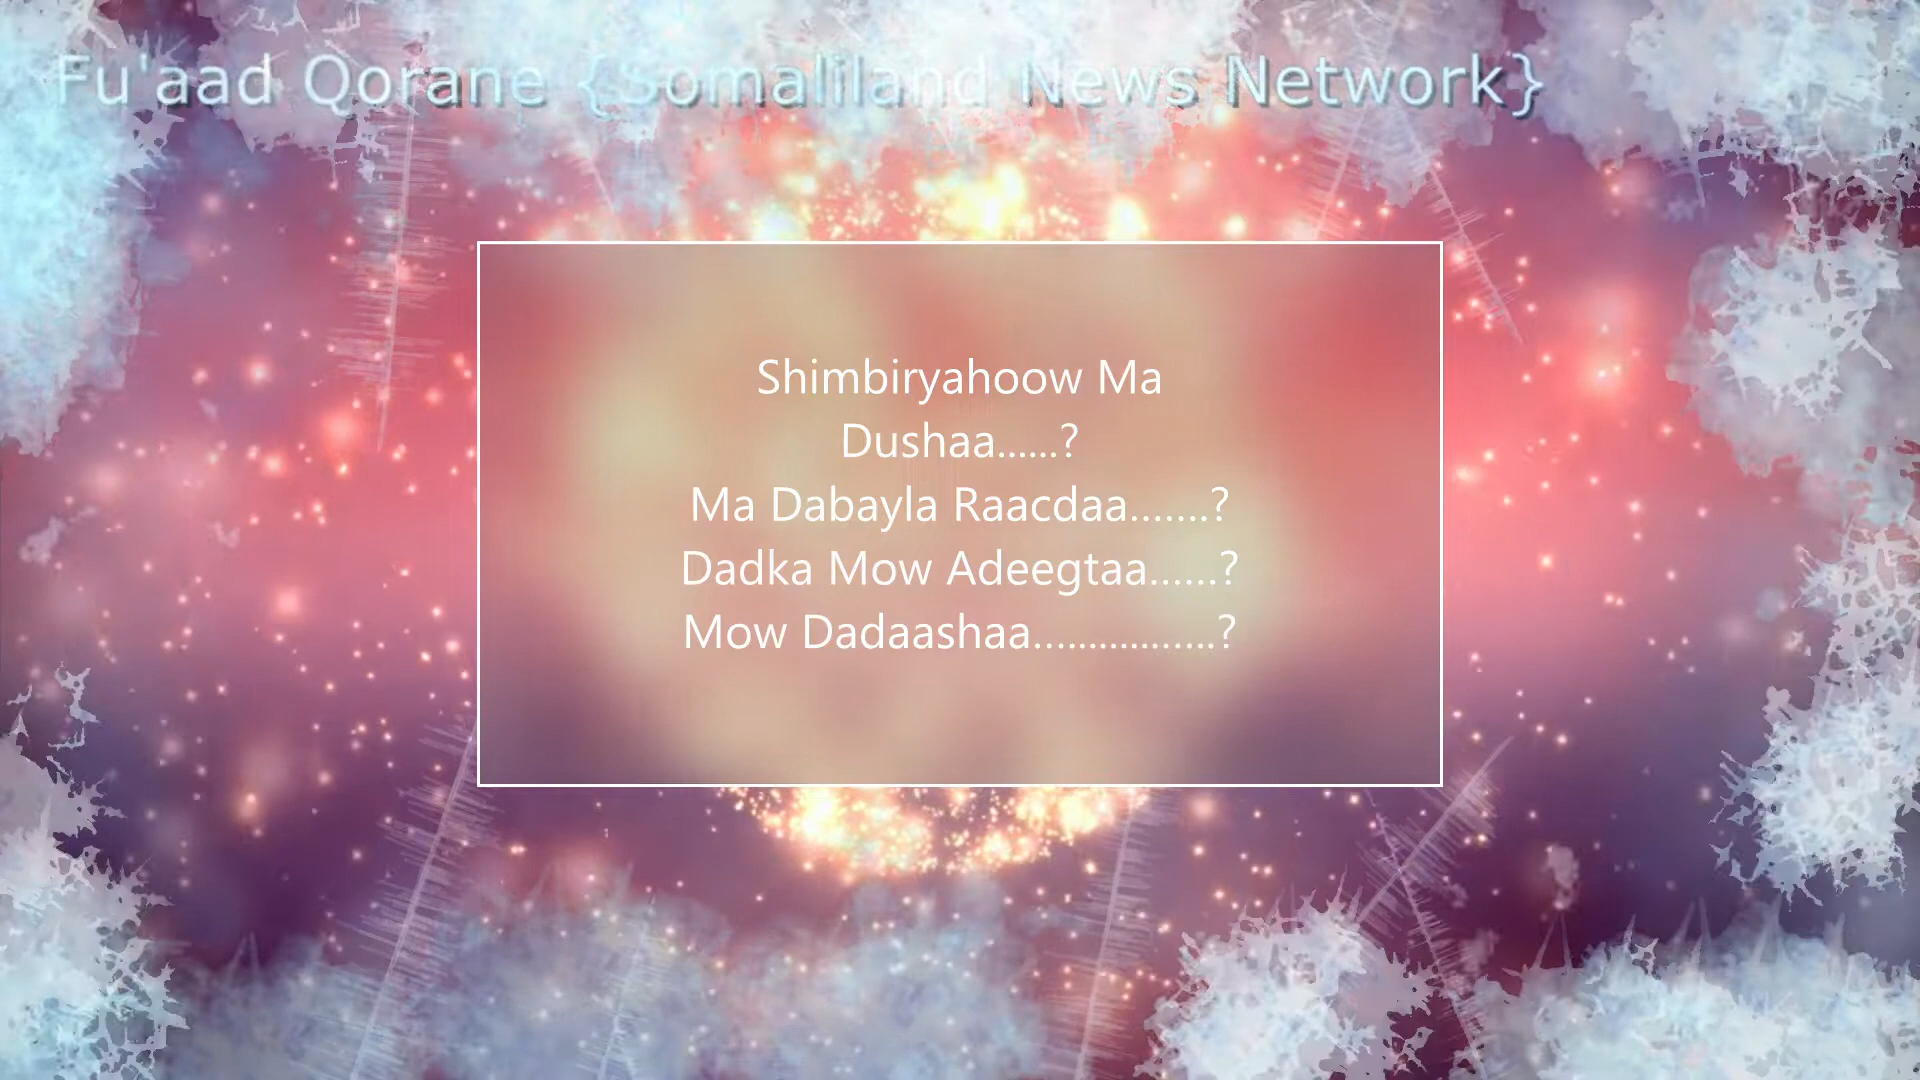 Fu'aad Qorane {Somaliland News Network}
Shimbiryahoow Ma
Dushaa......?
Ma Dabayla Raacdaa.......?
Dadka Mow Adeegtaa......?
Mow Dadaashaa................?